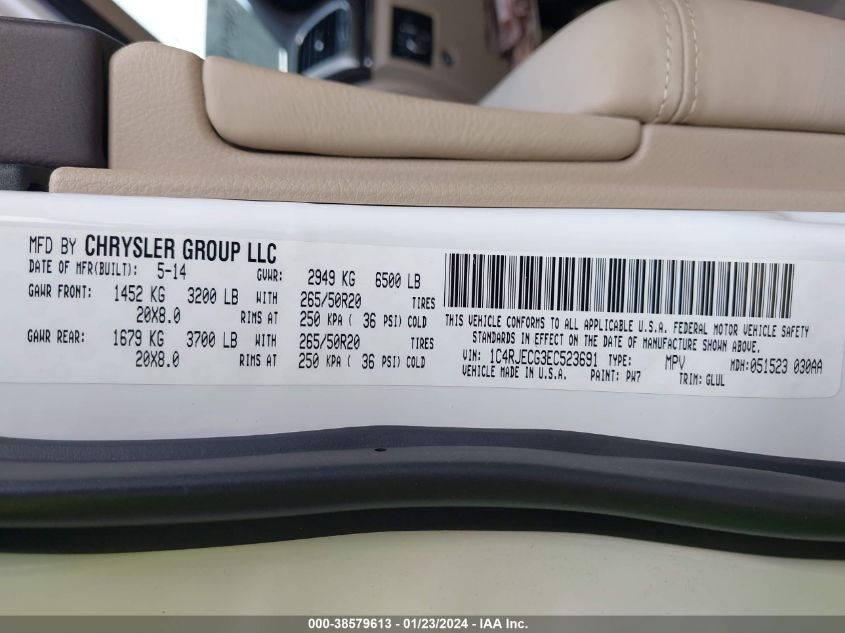 MFD BY CHRYSLER GROUP LLC
DATE OF MFR(BUILT): 5-14 GVWR: 2949 KG 6500 LB
GAWR FRONT: 1452 KG 3200 LB WITH 265/50R20 TIRES
20X8.0 RIMS AT 250 KPA ( 36 PSI) COLD
GAWR REAR: 1679 KG 3700 LB WITH 265/50R20 TIRES
20X8.0 RIMS AT 250 KPA ( 36 PSI) COLD
THIS VEHICLE CONFORMS TO ALL APPLICABLE U.S.A. FEDERAL MOTOR VEHICLE SAFETY
STANDARDS IN EFFECT ON THE DATE OF MANUFACTURE SHOWN ABOVE.
VIN: 1C4RJECG3EC523691 TYPE: MPV MDH:051523 030AA
VEHICLE MADE IN U.S.A. PAINT: PW7 TRIM: GLUL
000-38579613 - 01/23/2024 - IAA Inc.